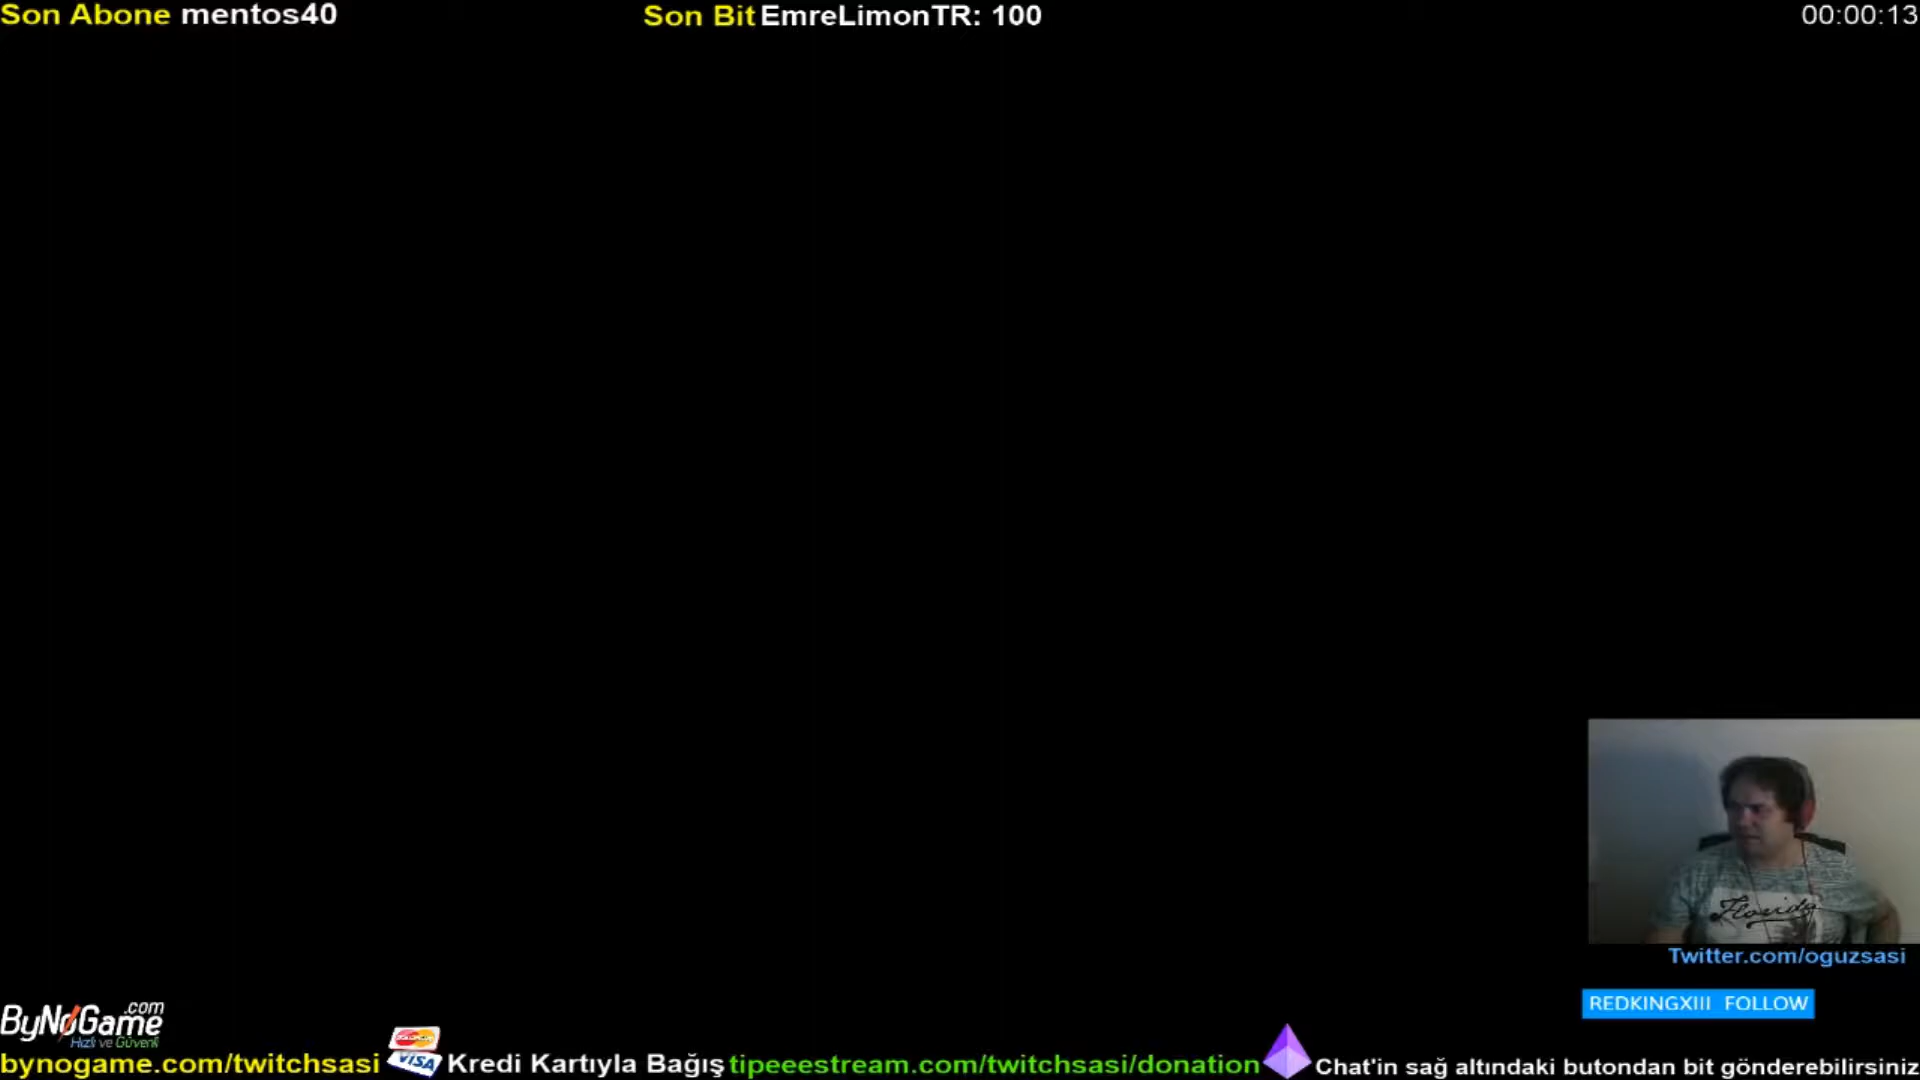 Son Abone mentos40
Son Bit EmreLimonTR: 100
00:00:13
Florida
Twitter.com/oguzsasi
REDKINGXIII FOLLOW
ByNoGame.com
Hızlı ve Güvenli
VISA
bynogame.com/twitchsasi
Kredi Kartıyla Bağış
tipeeestream.com/twitchsasi/donation
Chat'in sağ altındaki butondan bit gönderebilirsiniz